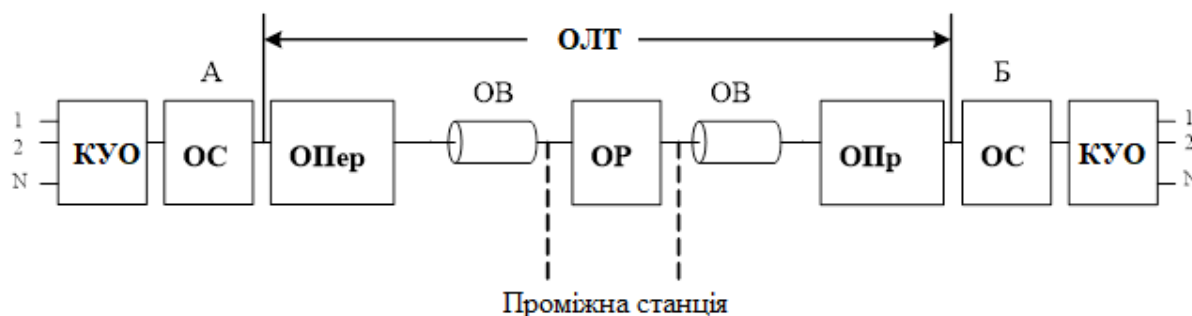 ОЛТ
А
Б
ОВ
ОВ
1
2
N
КУО
ОС
ОПер
ОР
ОПр
ОС
КУО
1
2
N
Проміжна станція